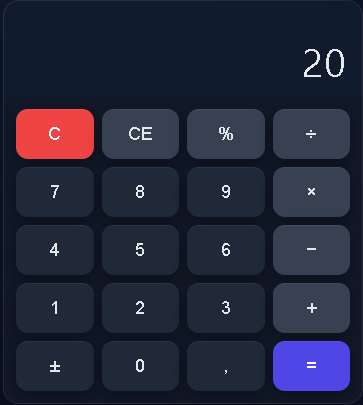 20
C CE % ÷
7 8 9 ×
4 5 6 −
1 2 3 +
± 0 , =